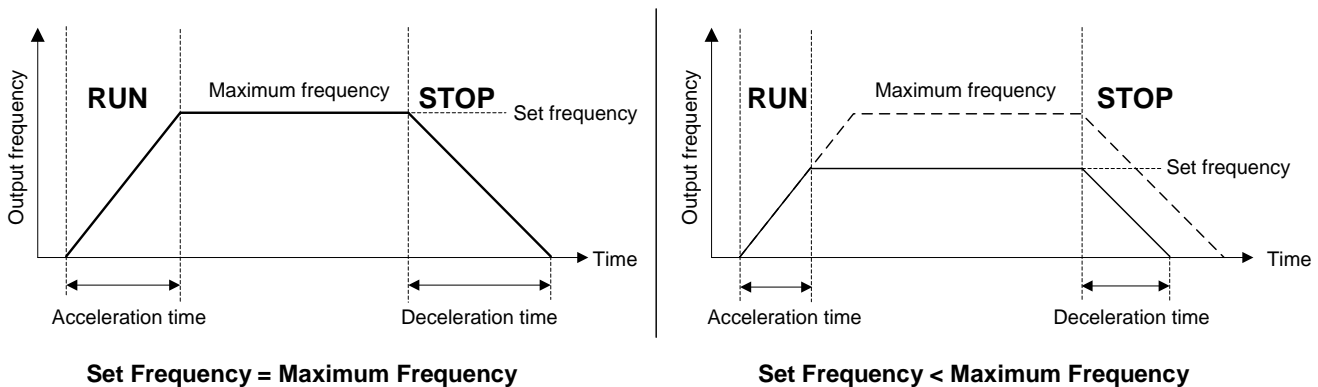 Output frequency
RUN
Maximum frequency
STOP
Set frequency
Time
Acceleration time
Deceleration time
Set Frequency = Maximum Frequency
Output frequency
RUN
Maximum frequency
STOP
Set frequency
Time
Acceleration time
Deceleration time
Set Frequency < Maximum Frequency